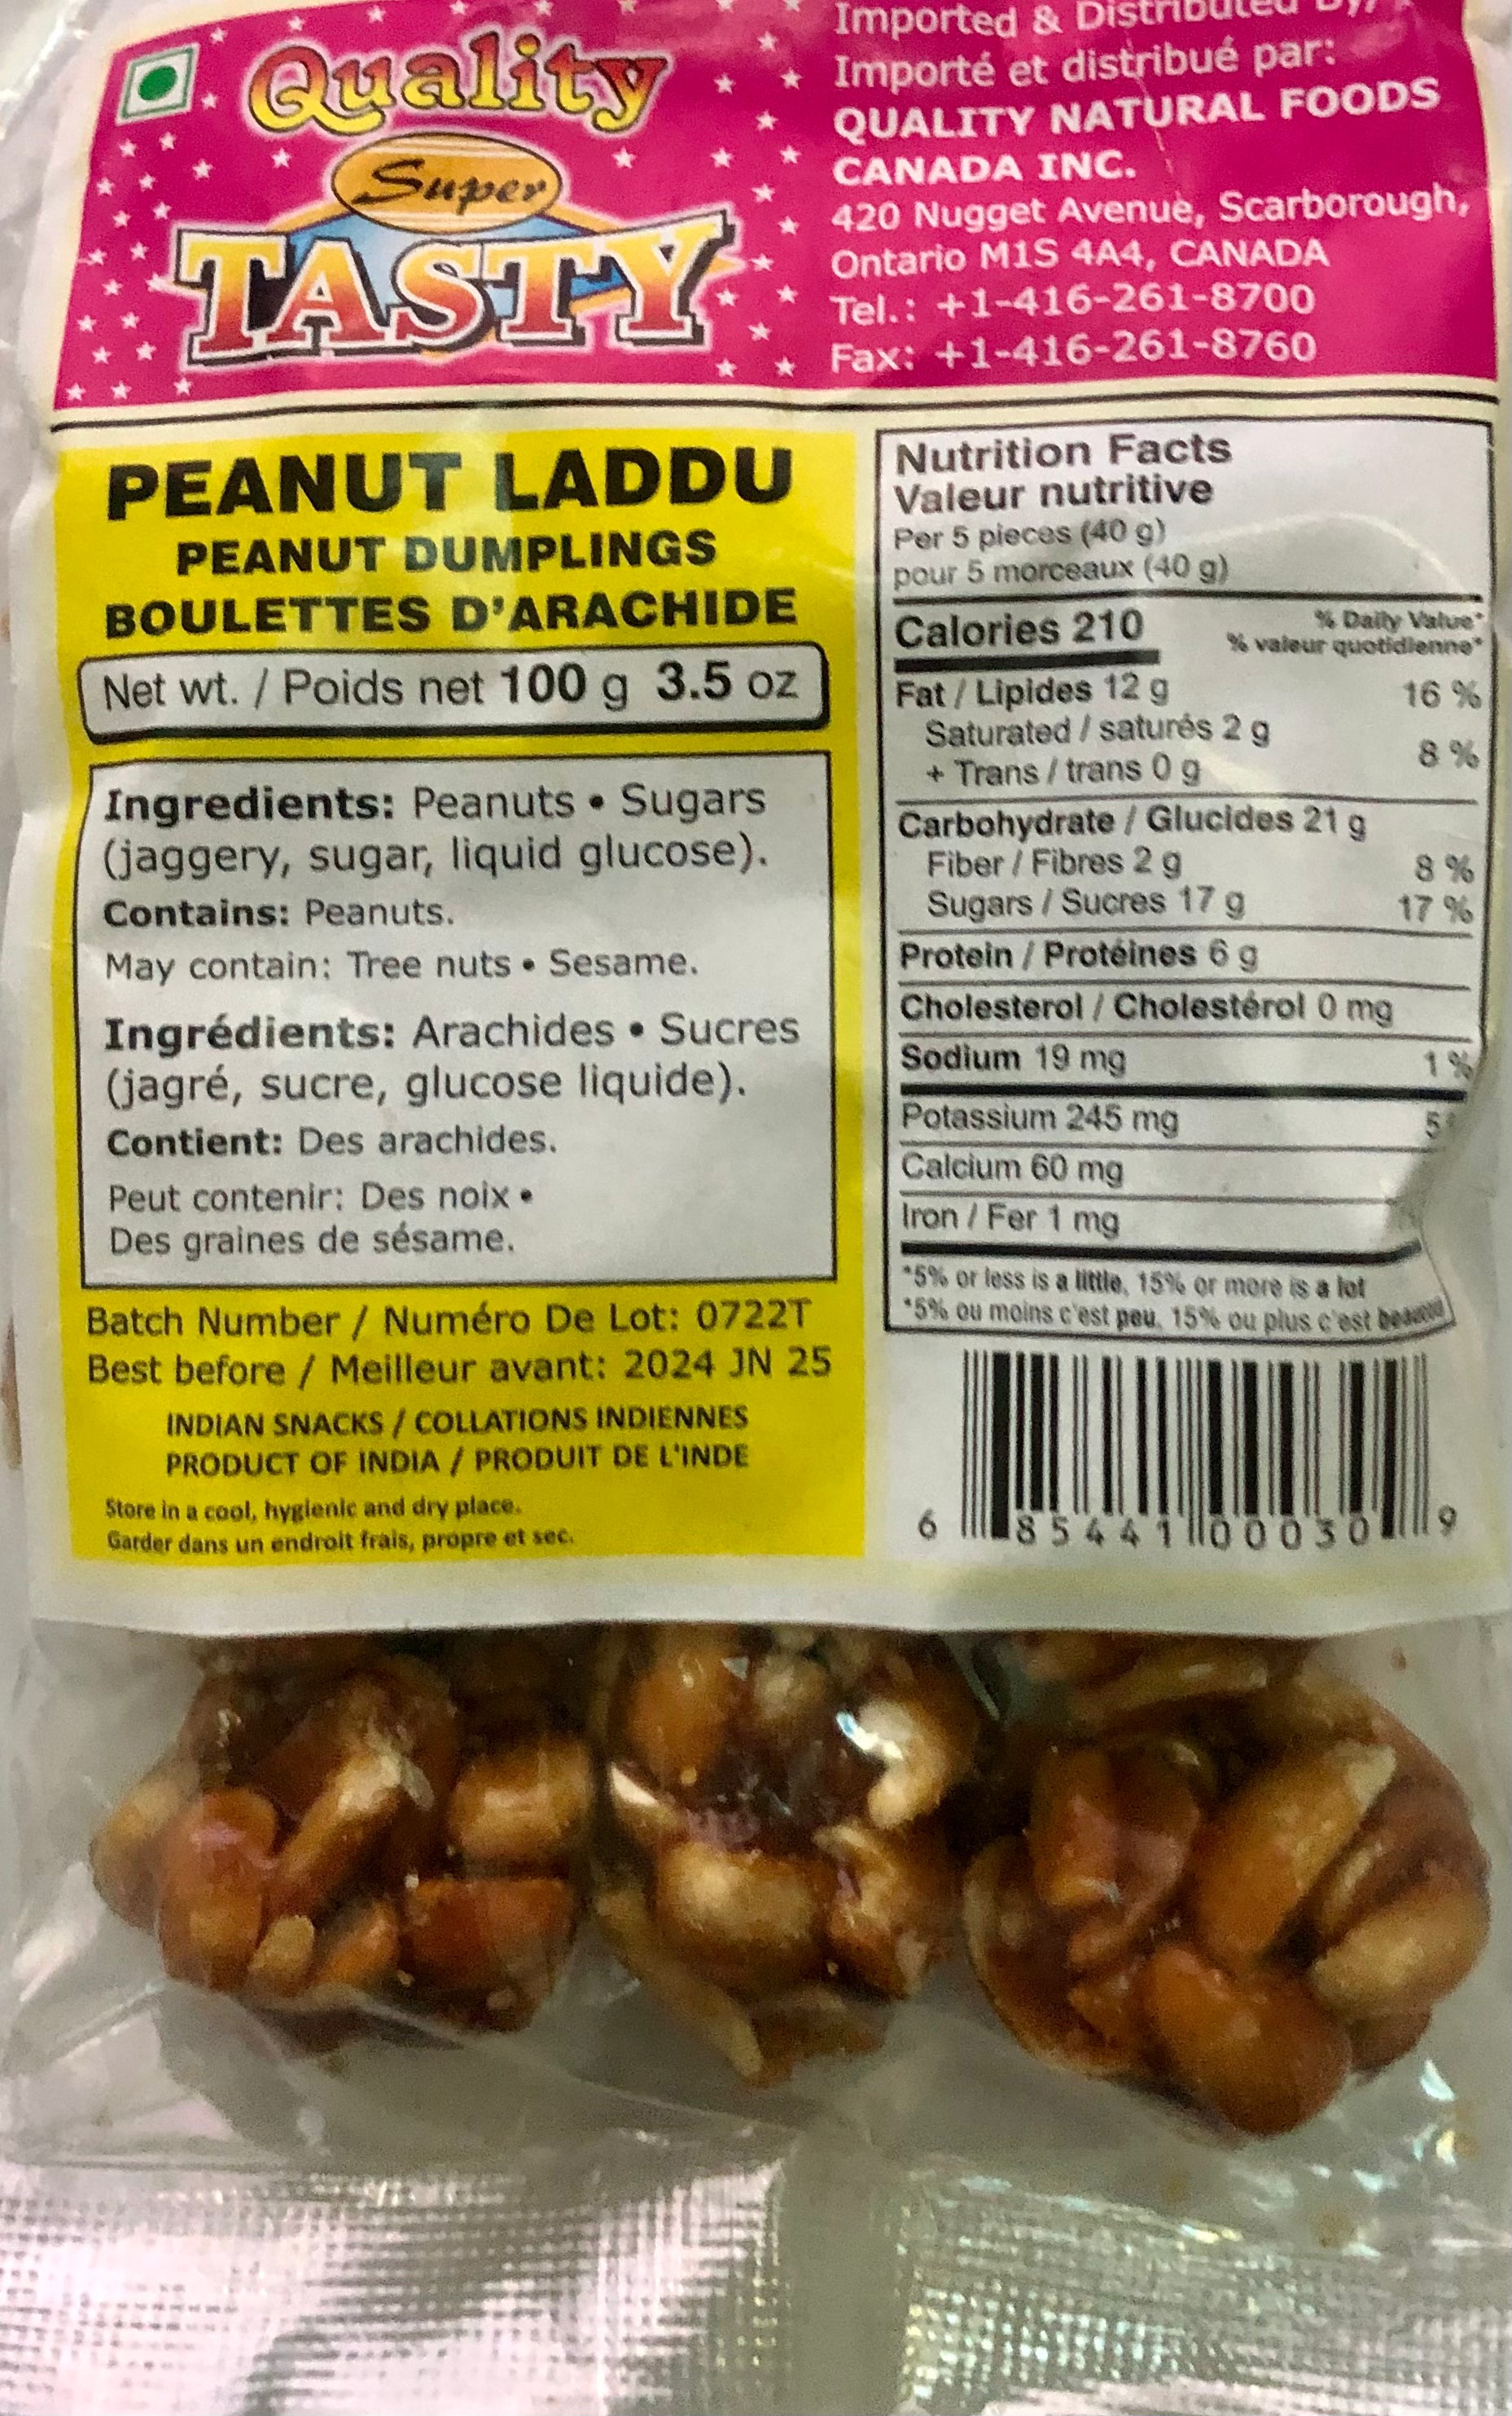 Quality
Super
TASTY
Imported & Distributed By/
Importé et distribué par:
QUALITY NATURAL FOODS
CANADA INC.
420 Nugget Avenue, Scarborough,
Ontario M1S 4A4, CANADA
Tel.: +1-416-261-8700
Fax: +1-416-261-8760
PEANUT LADDU
PEANUT DUMPLINGS
BOULETTES D'ARACHIDE
Net wt. / Poids net 100 g 3.5 oz
Ingredients: Peanuts • Sugars
(jaggery, sugar, liquid glucose).
Contains: Peanuts.
May contain: Tree nuts • Sesame.
Ingrédients: Arachides • Sucres
(jagré, sucre, glucose liquide).
Contient: Des arachides.
Peut contenir: Des noix •
Des graines de sésame.
Batch Number / Numéro De Lot: 0722T
Best before / Meilleur avant: 2024 JN 25
INDIAN SNACKS / COLLATIONS INDIENNES
PRODUCT OF INDIA / PRODUIT DE L'INDE
Store in a cool, hygienic and dry place.
Garder dans un endroit frais, propre et sec.
Nutrition Facts
Valeur nutritive
Per 5 pieces (40 g)
pour 5 morceaux (40 g)
Calories 210
% Daily Value*
% valeur quotidienne*
Fat / Lipides 12 g 16 %
Saturated / saturés 2 g
+ Trans / trans 0 g 8 %
Carbohydrate / Glucides 21 g
Fiber / Fibres 2 g 8 %
Sugars / Sucres 17 g 17 %
Protein / Protéines 6 g
Cholesterol / Cholestérol 0 mg
Sodium 19 mg 1 %
Potassium 245 mg 5
Calcium 60 mg
Iron / Fer 1 mg
*5% or less is a little, 15% or more is a lot
*5% ou moins c'est peu, 15% ou plus c'est
6 85441 00030 9